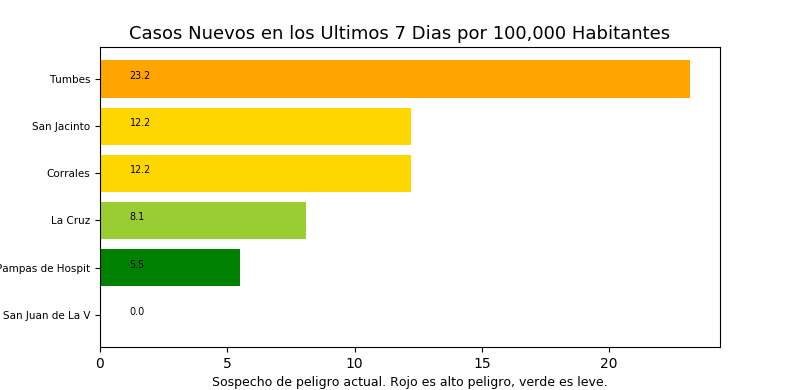 Casos Nuevos en los Ultimos 7 Dias por 100,000 Habitantes
Tumbes 23.2
San Jacinto 12.2
Corrales 12.2
La Cruz 8.1
Pampas de Hospit 5.5
San Juan de La V 0.0
0 5 10 15 20
Sospecho de peligro actual. Rojo es alto peligro, verde es leve.